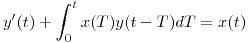 y'(t) + \int_0^t x(T)y(t-T)dT = x(t)